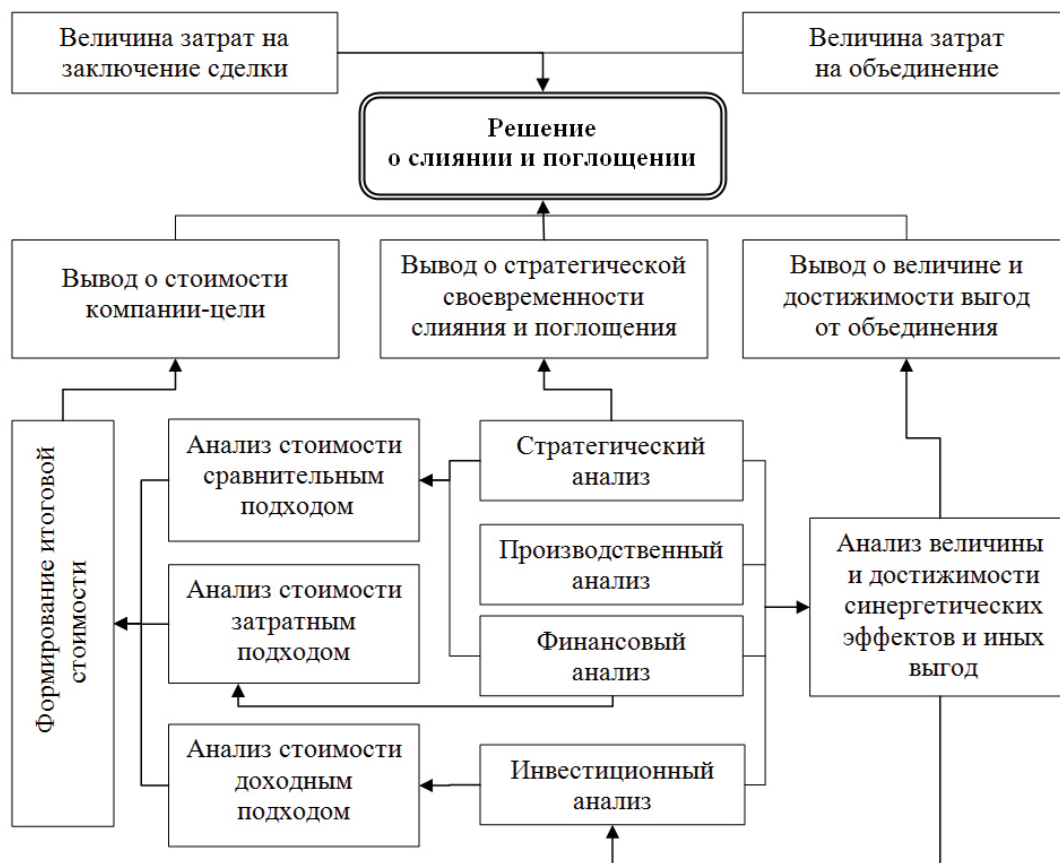 Величина затрат на
заключение сделки
Величина затрат
на объединение
Решение
о слиянии и поглощении
Вывод о стоимости
компании-цели
Вывод о стратегической
своевременности
слияния и поглощения
Вывод о величине и
достижимости выгод
от объединения
Формирование итоговой
стоимости
Анализ стоимости
сравнительным
подходом
Стратегический
анализ
Производственный
анализ
Анализ величины
и достижимости
синергетических
эффектов и иных
выгод
Анализ стоимости
затратным
подходом
Финансовый
анализ
Анализ стоимости
доходным
подходом
Инвестиционный
анализ